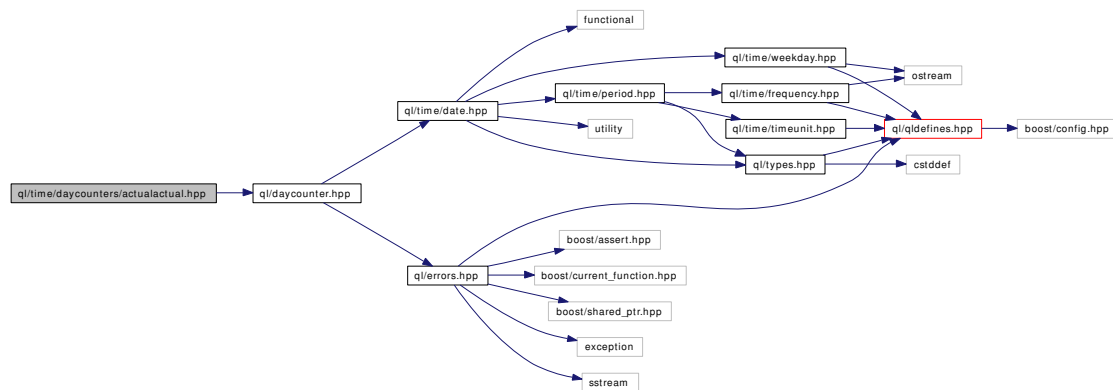 functional
ql/time/weekday.hpp
ostream
ql/time/period.hpp
ql/time/frequency.hpp
ql/time/date.hpp
utility
ql/time/timeunit.hpp
ql/qldefines.hpp
boost/config.hpp
ql/types.hpp
cstddef
ql/time/daycounters/actualactual.hpp
ql/daycounter.hpp
boost/assert.hpp
ql/errors.hpp
boost/current_function.hpp
boost/shared_ptr.hpp
exception
sstream